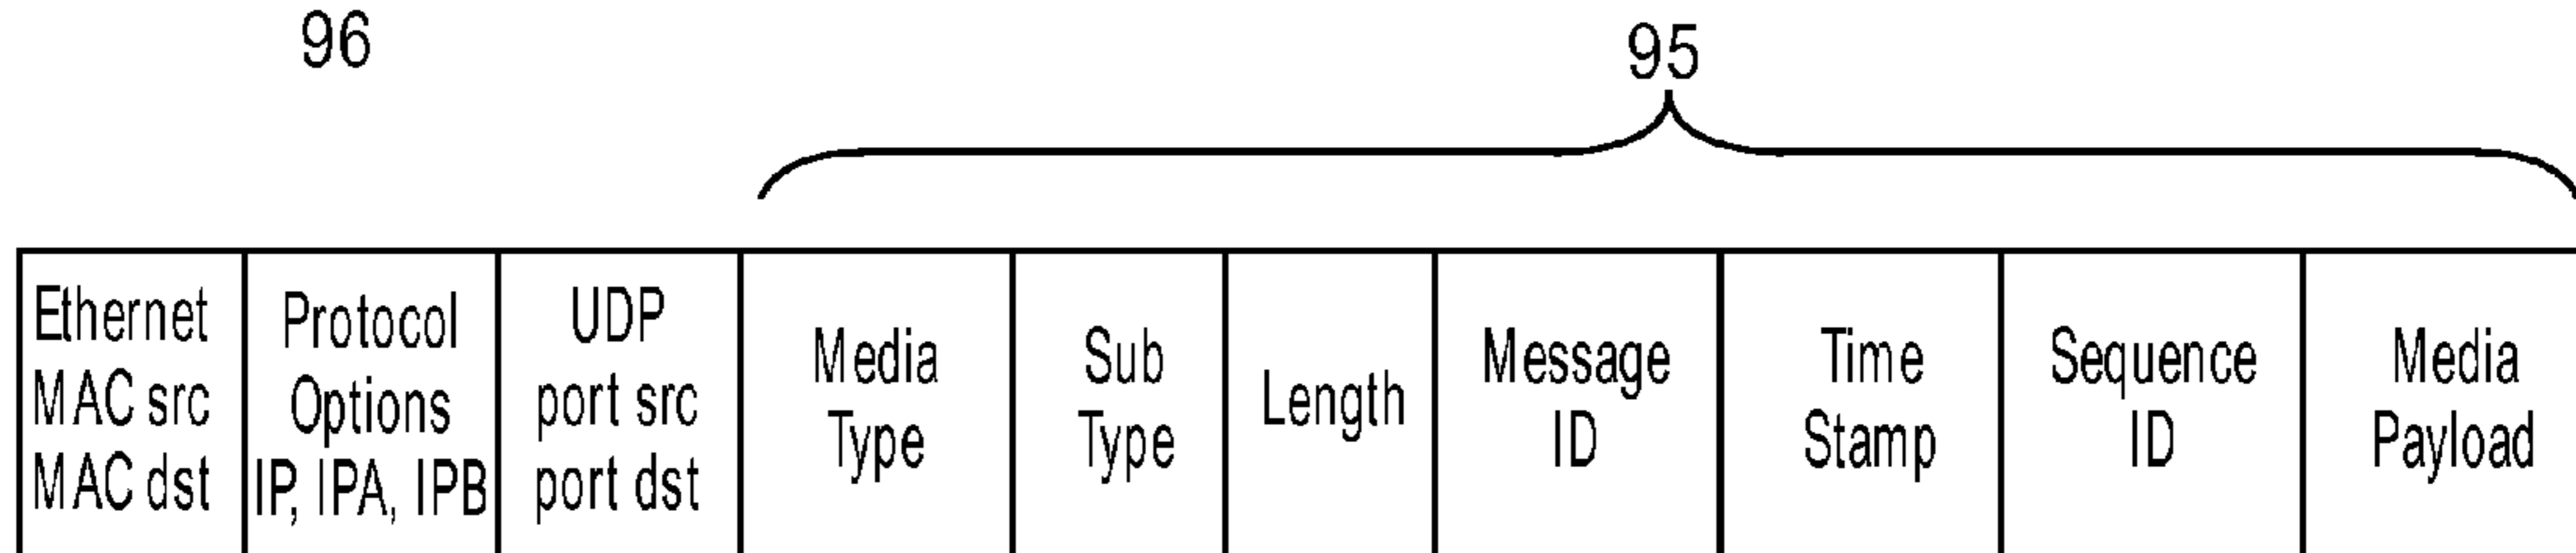 96
95
Ethernet
MAC src
MAC dst
Protocol
Options
IP, IPA, IPB
UDP
port src
port dst
Media
Type
Sub
Type
Length
Message
ID
Time
Stamp
Sequence
ID
Media
Payload